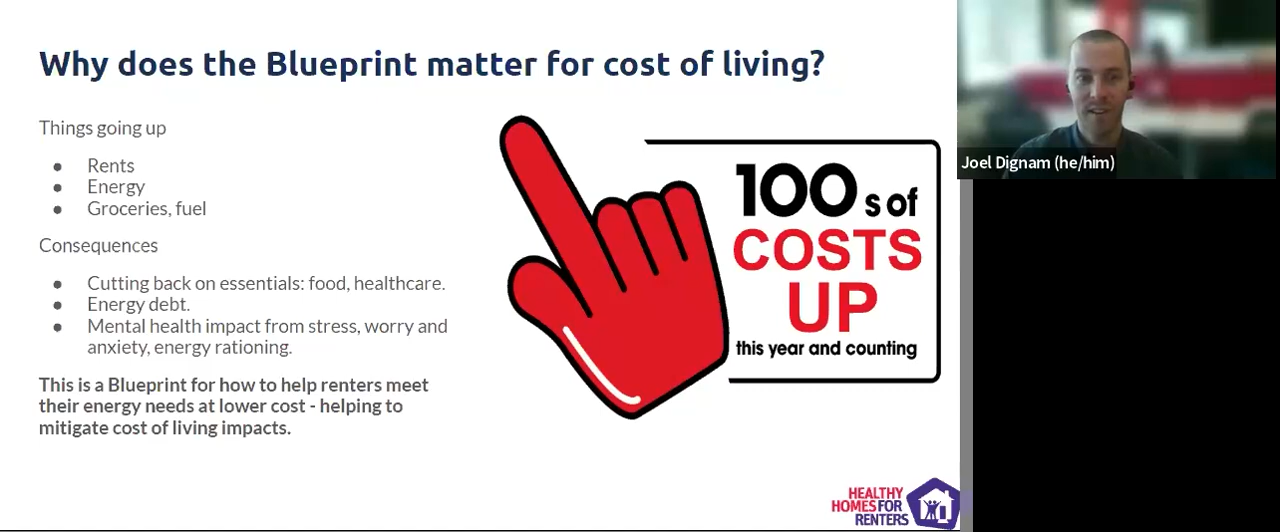 Why does the Blueprint matter for cost of living?
Things going up
● Rents
● Energy
● Groceries, fuel
Consequences
● Cutting back on essentials: food, healthcare.
● Energy debt.
● Mental health impact from stress, worry and
anxiety, energy rationing.
This is a Blueprint for how to help renters meet
their energy needs at lower cost - helping to
mitigate cost of living impacts.
100s of
COSTS
UP
this year and counting
HEALTHY
HOMES FOR
RENTERS
Joel Dignam (he/him)